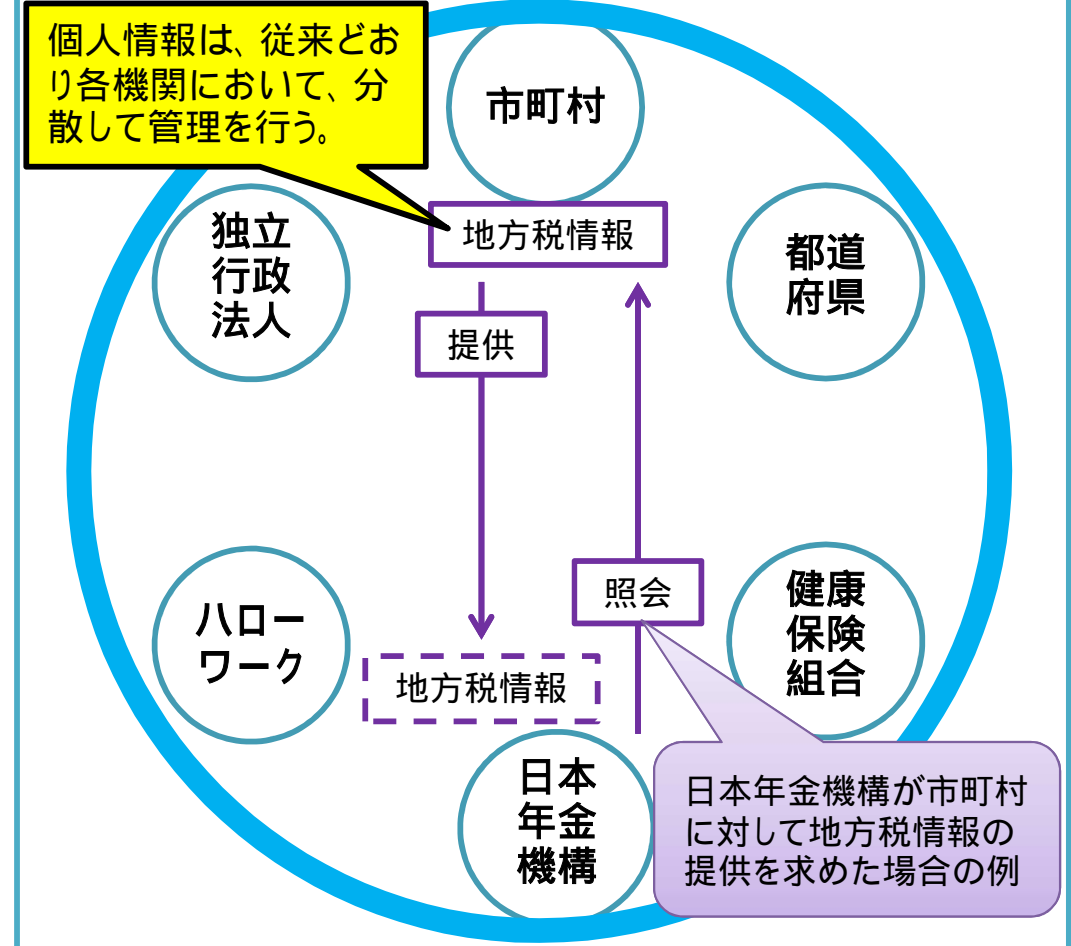 個人情報は、従来どお
り各機関において、分
散して管理を行う。
市町村
地方税情報
独立
行政
法人
都道
府県
提供
照会
ハロー
ワーク
健康
保険
組合
地方税情報
日本
年金
機構
日本年金機構が市町村
に対して地方税情報の
提供を求めた場合の例